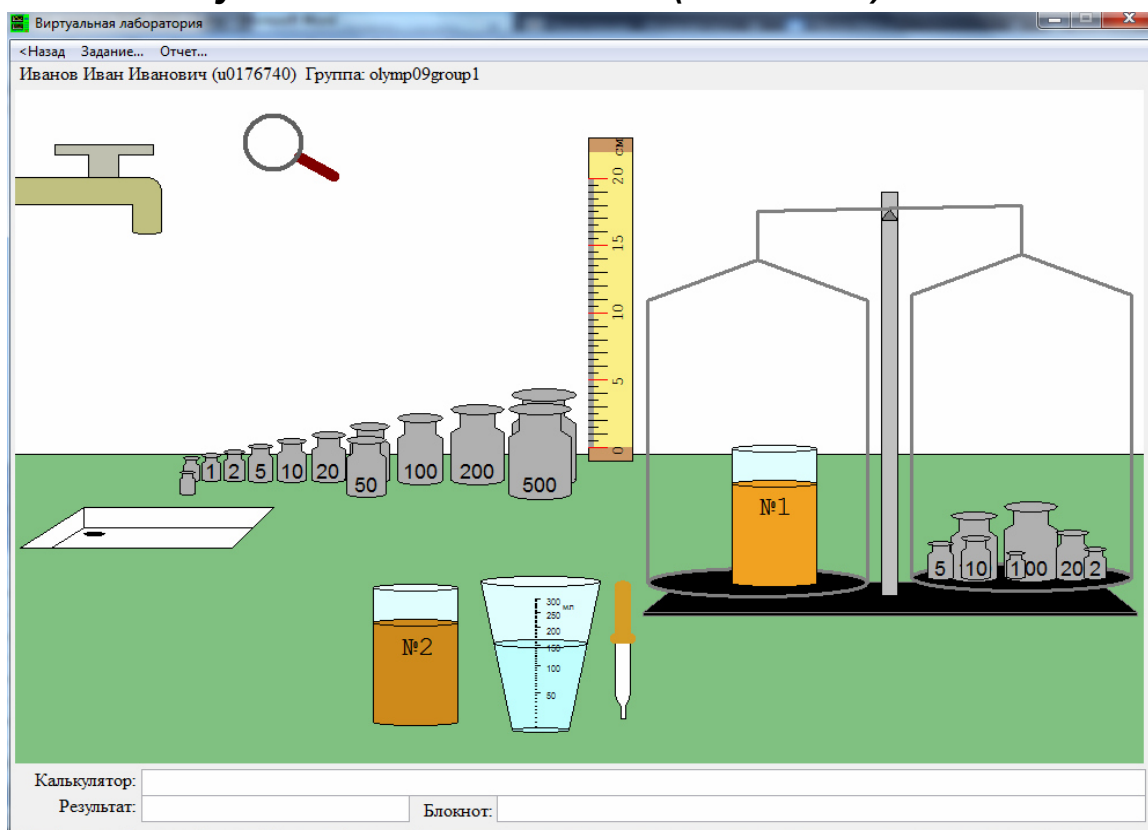 Виртуальная лаборатория
<Назад Задание... Отчет...
Иванов Иван Иванович (u0176740) Группа: olymp09group1
см
20
15
10
5
0
1 2 5 10 20 50 100 200 500
№1
5 10 1 00 20 2
№2
300 мл
250
200
150
100
50
Калькулятор:
Результат:
Блокнот: